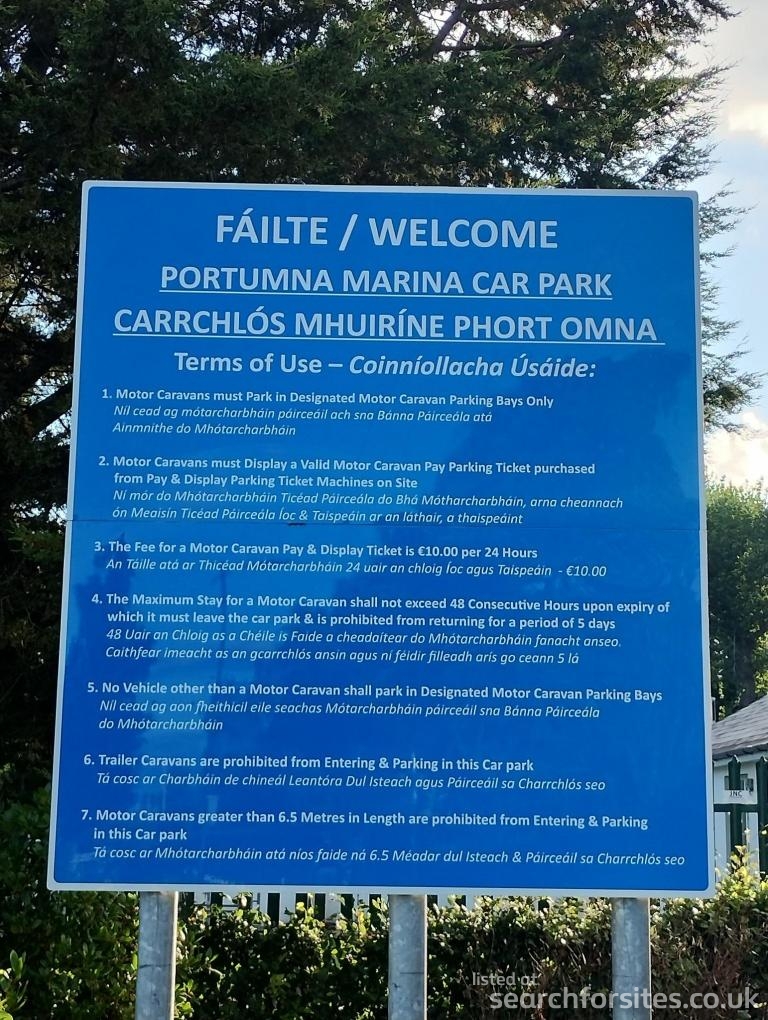 FÁILTE / WELCOME
PORTUMNA MARINA CAR PARK
CARRCHLÓS MHUIRÍNE PHORT OMNA
Terms of Use – Coinníollacha Úsáide:
1. Motor Caravans must Park in Designated Motor Caravan Parking Bays Only
Níl cead ag mótarcharbháin páirceáil ach sna Bánna Páirceála atá
Ainmnithe do Mhótarcharbháin
2. Motor Caravans must Display a Valid Motor Caravan Pay Parking Ticket purchased
from Pay & Display Parking Ticket Machines on Site
Ní mór do Mhótarcharbháin Ticéad Páirceála do Bhá Mótharcharbháin, arna cheannach
ón Meaisín Ticéad Páirceála Íoc & Taispeáin ar an láthair, a thaispeáint
3. The Fee for a Motor Caravan Pay & Display Ticket is €10.00 per 24 Hours
An Táille atá ar Thicéad Mótarcharbháin 24 uair an chloig Íoc agus Taispeáin - €10.00
4. The Maximum Stay for a Motor Caravan shall not exceed 48 Consecutive Hours upon expiry of
which it must leave the car park & is prohibited from returning for a period of 5 days
48 Uair an Chloig as a Chéile is Faide a cheadaítear do Mhótarcharbháin fanacht anseo.
Caithfear imeacht as an gcarrchlós ansin agus ní féidir filleadh arís go ceann 5 lá
5. No Vehicle other than a Motor Caravan shall park in Designated Motor Caravan Parking Bays
Níl cead ag aon fheithicil eile seachas Mótarcharbháin páirceáil sna Bánna Páirceála
do Mhótarcharbháin
6. Trailer Caravans are prohibited from Entering & Parking in this Car park
Tá cosc ar Charbháin de chineál Leantóra Dul Isteach agus Páirceáil sa Charrchlós seo
7. Motor Caravans greater than 6.5 Metres in Length are prohibited from Entering & Parking
in this Car park
Tá cosc ar Mhótarcharbháin atá níos faide ná 6.5 Méadar dul Isteach & Páirceáil sa Charrchlós seo
JNC
listed at
searchforsites.co.uk